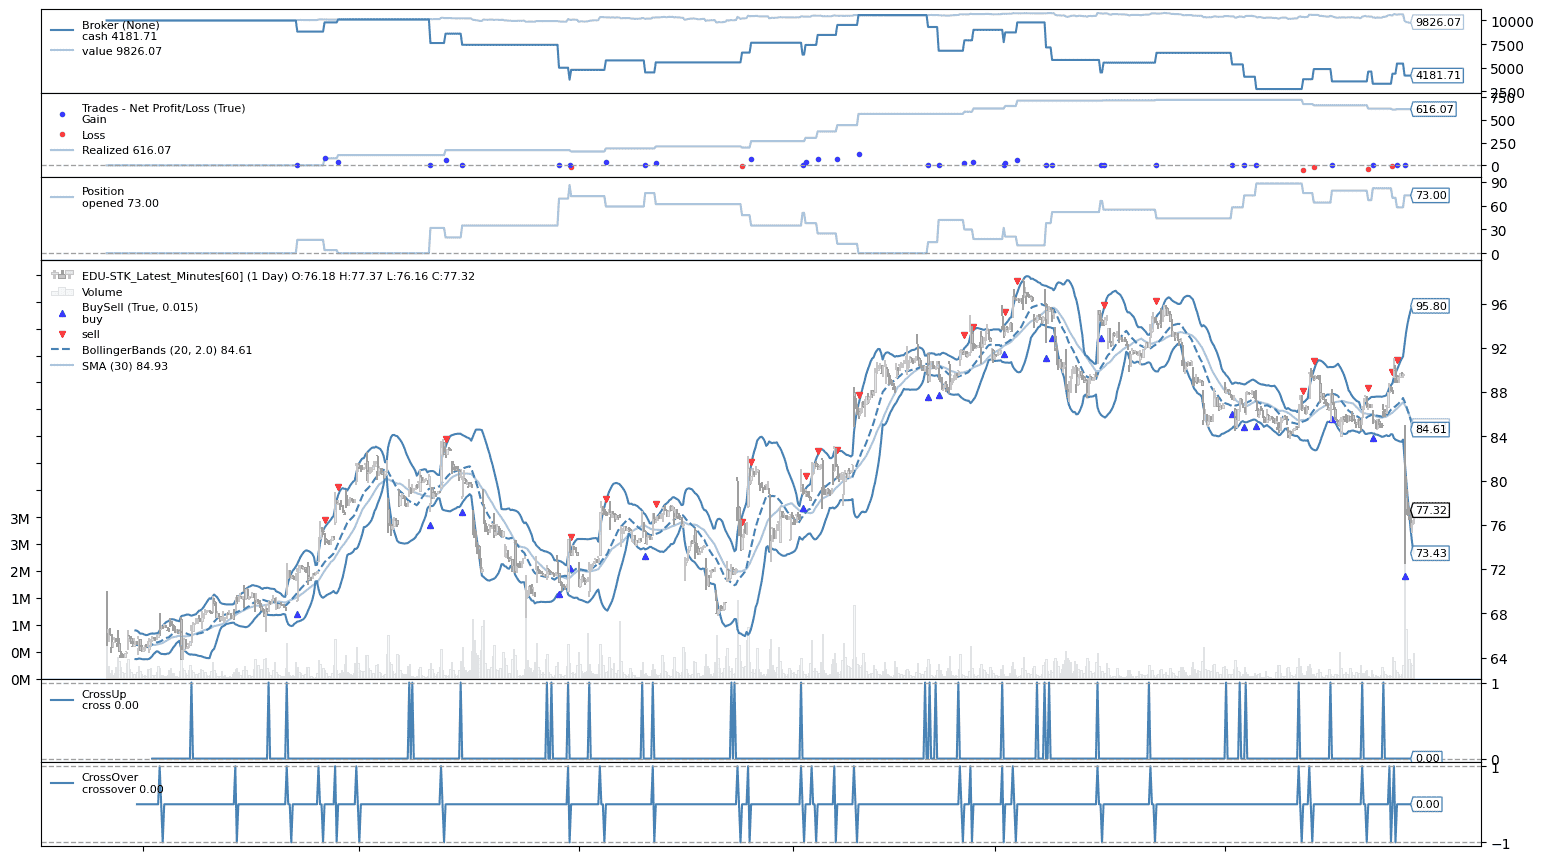 Broker (None)
cash 4181.71
value 9826.07
9826.07
4181.71
10000
7500
5000
2500
Trades - Net Profit/Loss (True)
Gain
Loss
Realized 616.07
616.07
750
500
250
0
Position
opened 73.00
73.00
90
60
30
0
EDU-STK_Latest_Minutes[60] (1 Day) O:76.18 H:77.37 L:76.16 C:77.32
Volume
BuySell (True, 0.015)
buy
sell
BollingerBands (20, 2.0) 84.61
SMA (30) 84.93
95.80
84.61
77.32
73.43
96
92
88
84
80
76
72
68
64
3M
3M
2M
1M
1M
0M
0M
CrossUp
cross 0.00
0.00
1
0
CrossOver
crossover 0.00
0.00
1
−1